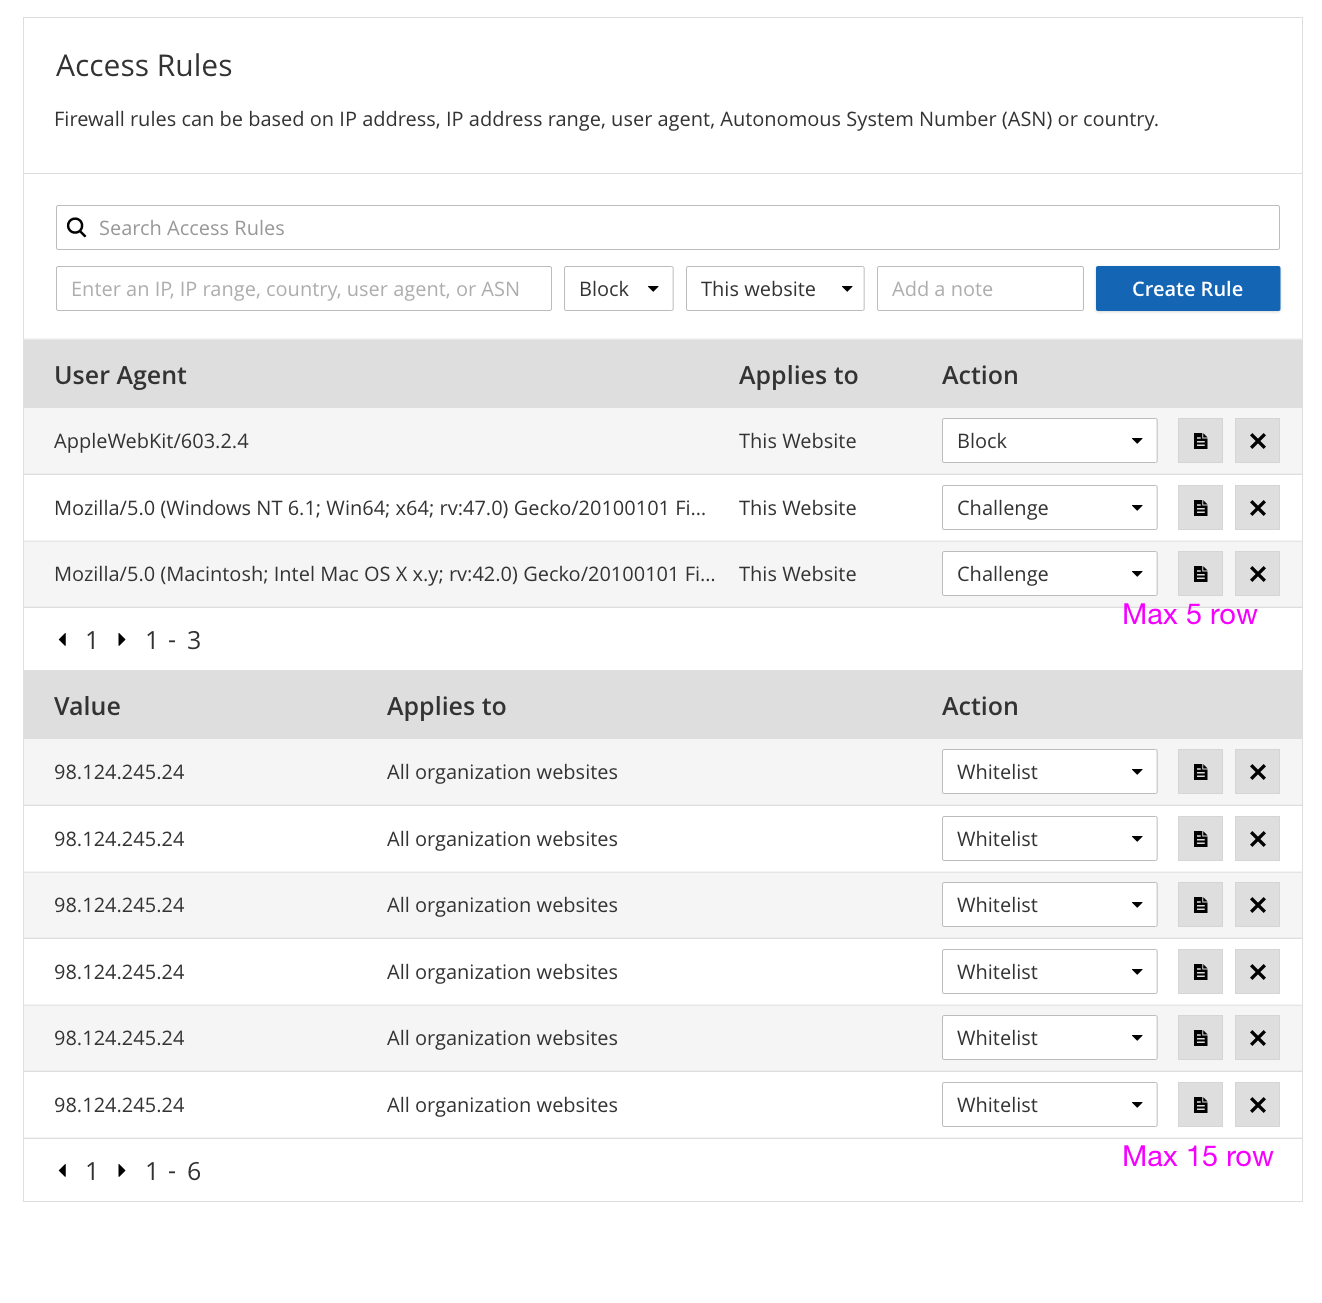 Access Rules
Firewall rules can be based on IP address, IP address range, user agent, Autonomous System Number (ASN) or country.
Search Access Rules
Enter an IP, IP range, country, user agent, or ASN Block This website Add a note Create Rule
User Agent Applies to Action
AppleWebKit/603.2.4 This Website Block
Mozilla/5.0 (Windows NT 6.1; Win64; x64; rv:47.0) Gecko/20100101 Fi... This Website Challenge
Mozilla/5.0 (Macintosh; Intel Mac OS X x.y; rv:42.0) Gecko/20100101 Fi... This Website Challenge
Max 5 row
1 1 - 3
Value Applies to Action
98.124.245.24 All organization websites Whitelist
98.124.245.24 All organization websites Whitelist
98.124.245.24 All organization websites Whitelist
98.124.245.24 All organization websites Whitelist
98.124.245.24 All organization websites Whitelist
98.124.245.24 All organization websites Whitelist
Max 15 row
1 1 - 6